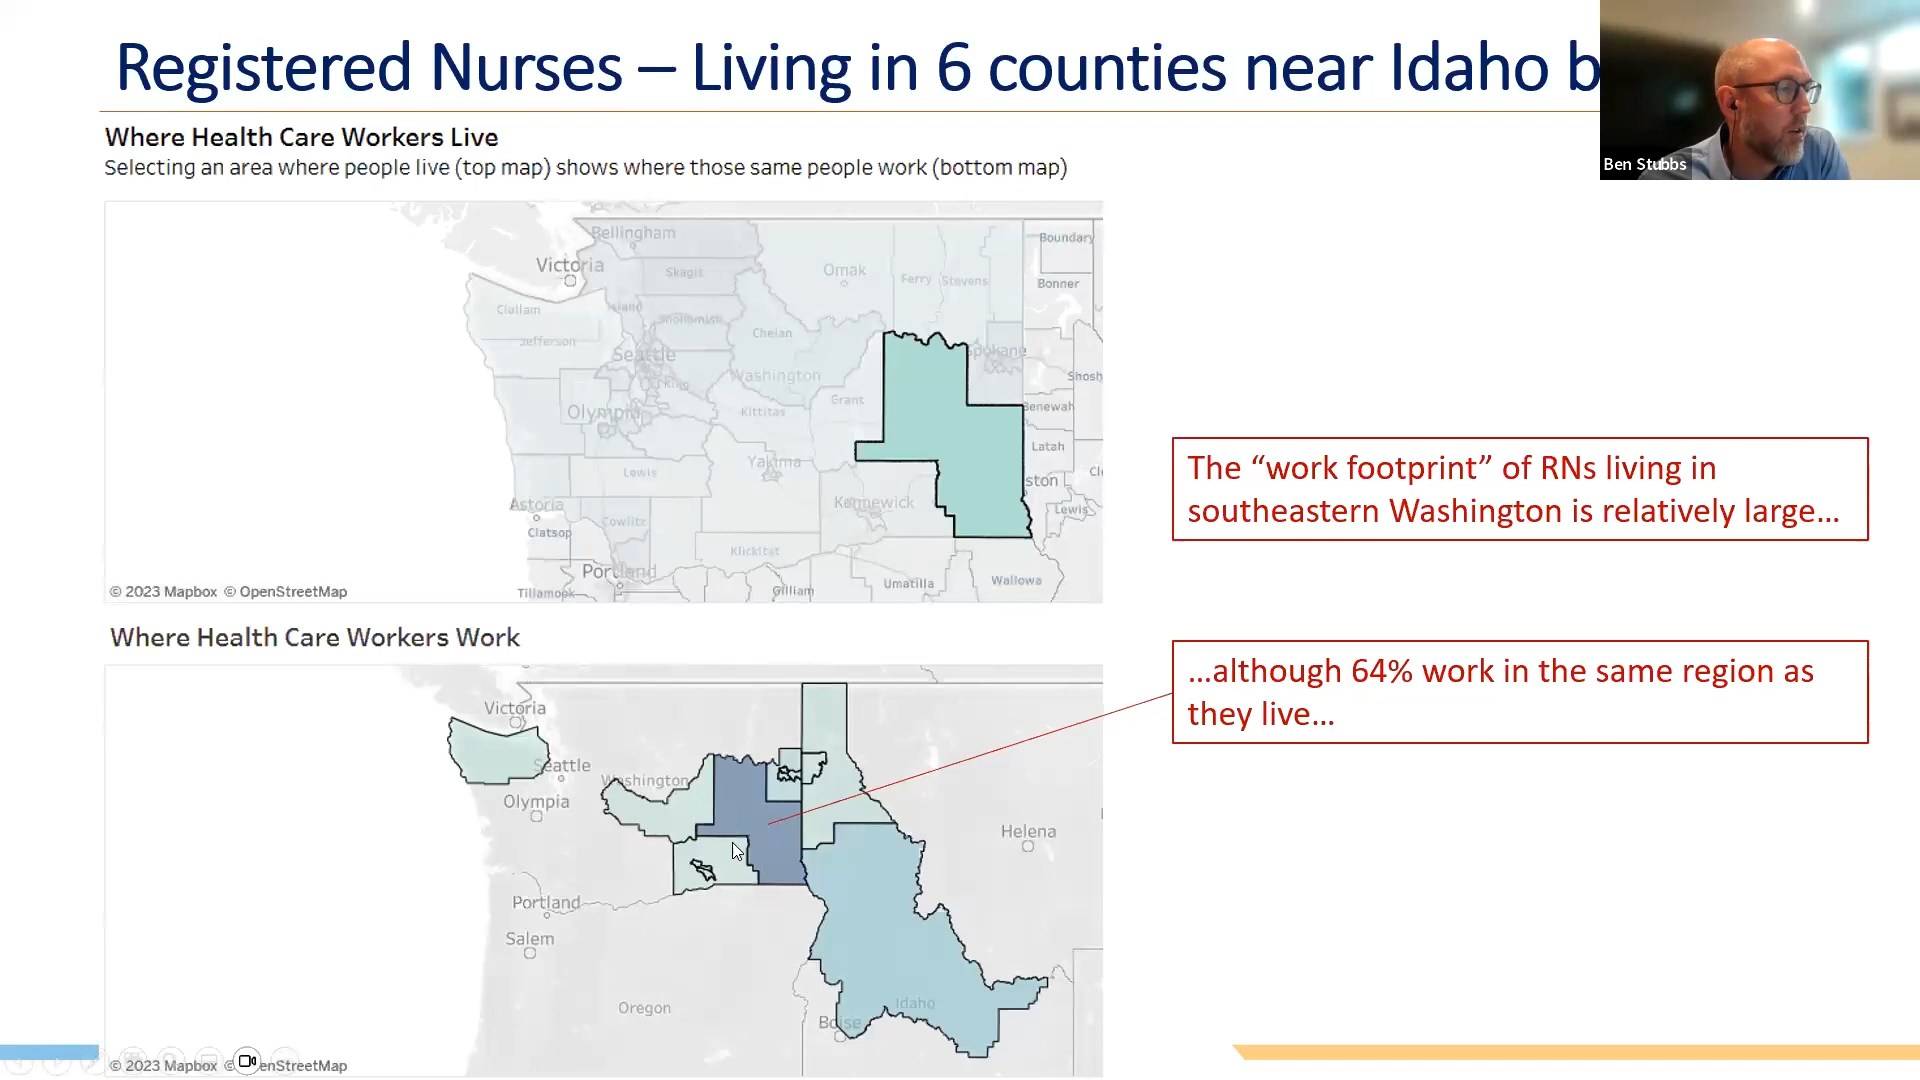 Registered Nurses – Living in 6 counties near Idaho b
Ben Stubbs
Where Health Care Workers Live
Selecting an area where people live (top map) shows where those same people work (bottom map)
Bellingham
Victoria
Skagit
Omak
Ferry
Stevens
Boundary
Bonner
Clallam
Island
Snohomish
Chelan
Jefferson
Seattle
Spokane
King
Washington
Shosh
Grant
Kittitas
Olympia
Benewah
Latah
Yakima
Lewis
Cle
ston
Kennewick
Lewis
Astoria
Cowlitz
Clatsop
Klickitat
Portland
Umatilla
Wallowa
Gilliam
Tillamook
© 2023 Mapbox © OpenStreetMap
The “work footprint” of RNs living in
southeastern Washington is relatively large…
Where Health Care Workers Work
…although 64% work in the same region as
they live…
Victoria
Seattle
Washington
Olympia
Helena
Portland
Salem
Oregon
Idaho
Boise
© 2023 Mapbox ©
enStreetMap